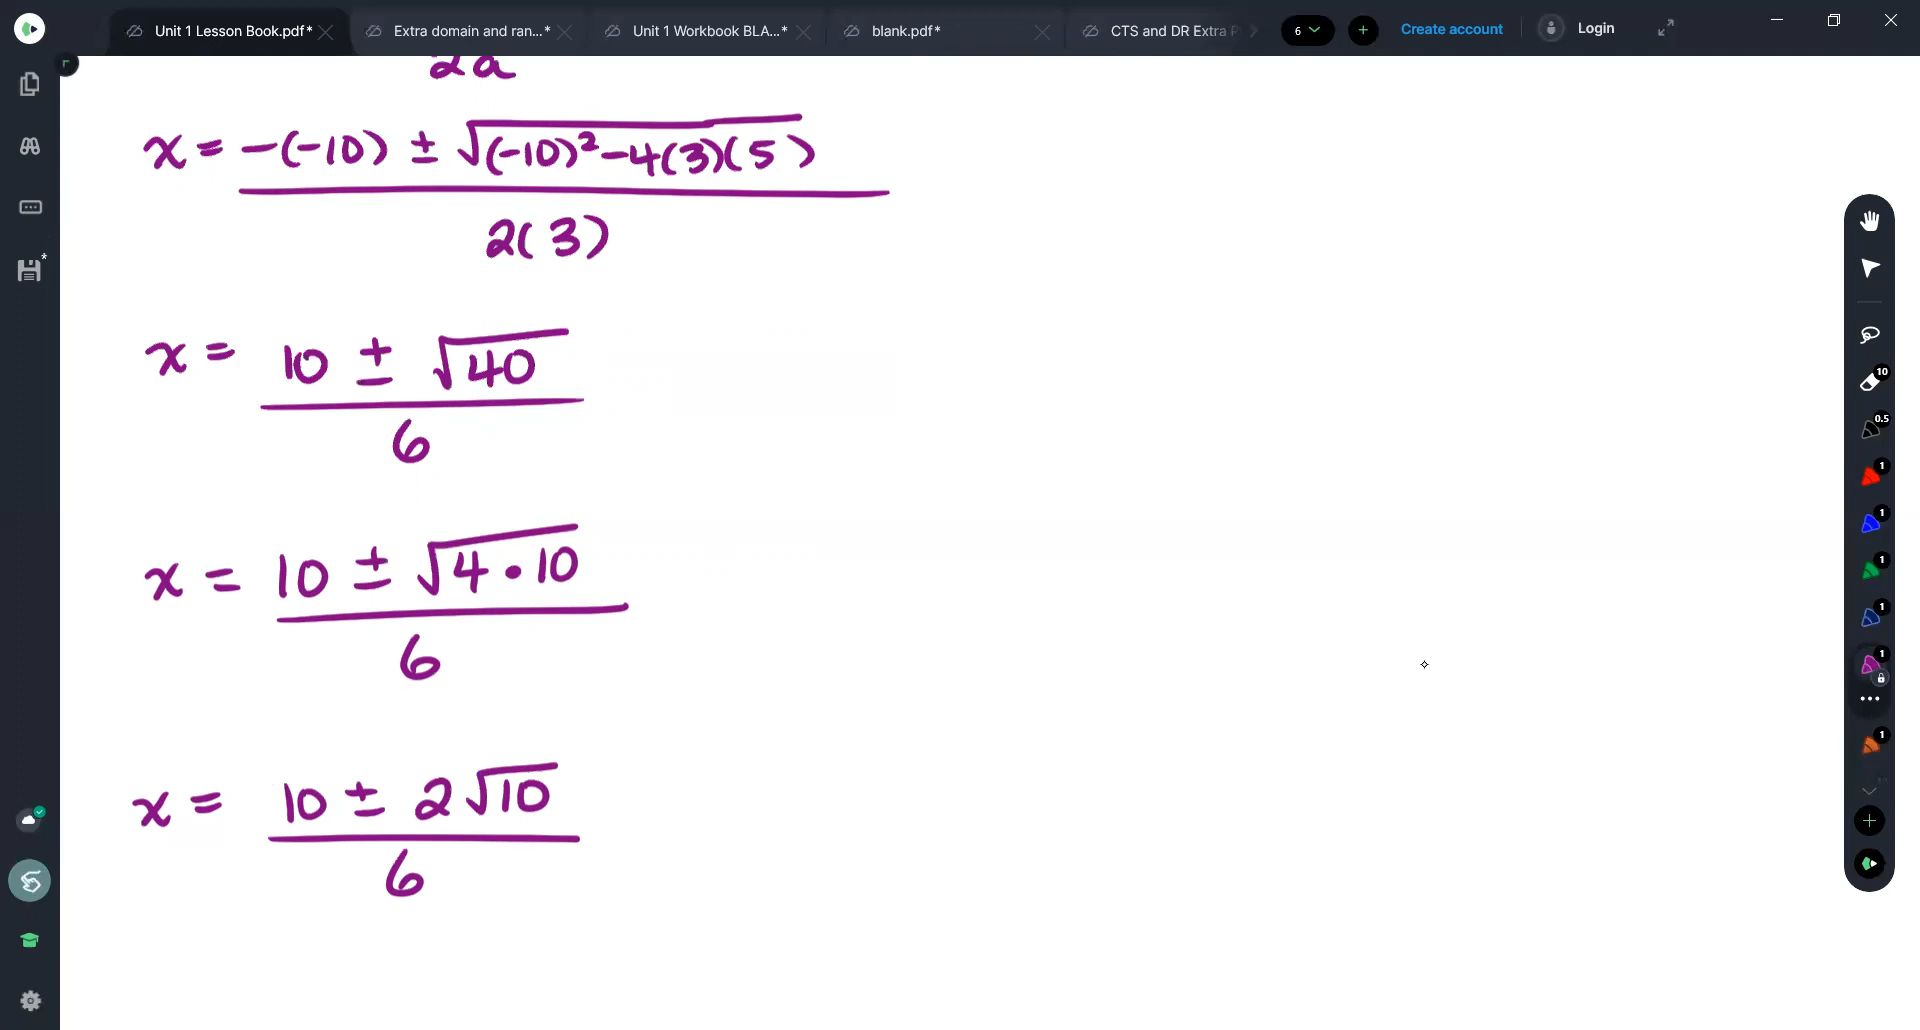 Unit 1 Lesson Book.pdf* Extra domain and ran...* Unit 1 Workbook BLA...* blank.pdf* CTS and DR Extra 6 Create account Login
2a
x = -(-10) ± √(-10)²-4(3)(5)
2(3)
x = 10 ± √40
6
x = 10 ± √4•10
6
x = 10 ± 2√10
6
10
0.5
1
1
1
1
1
1